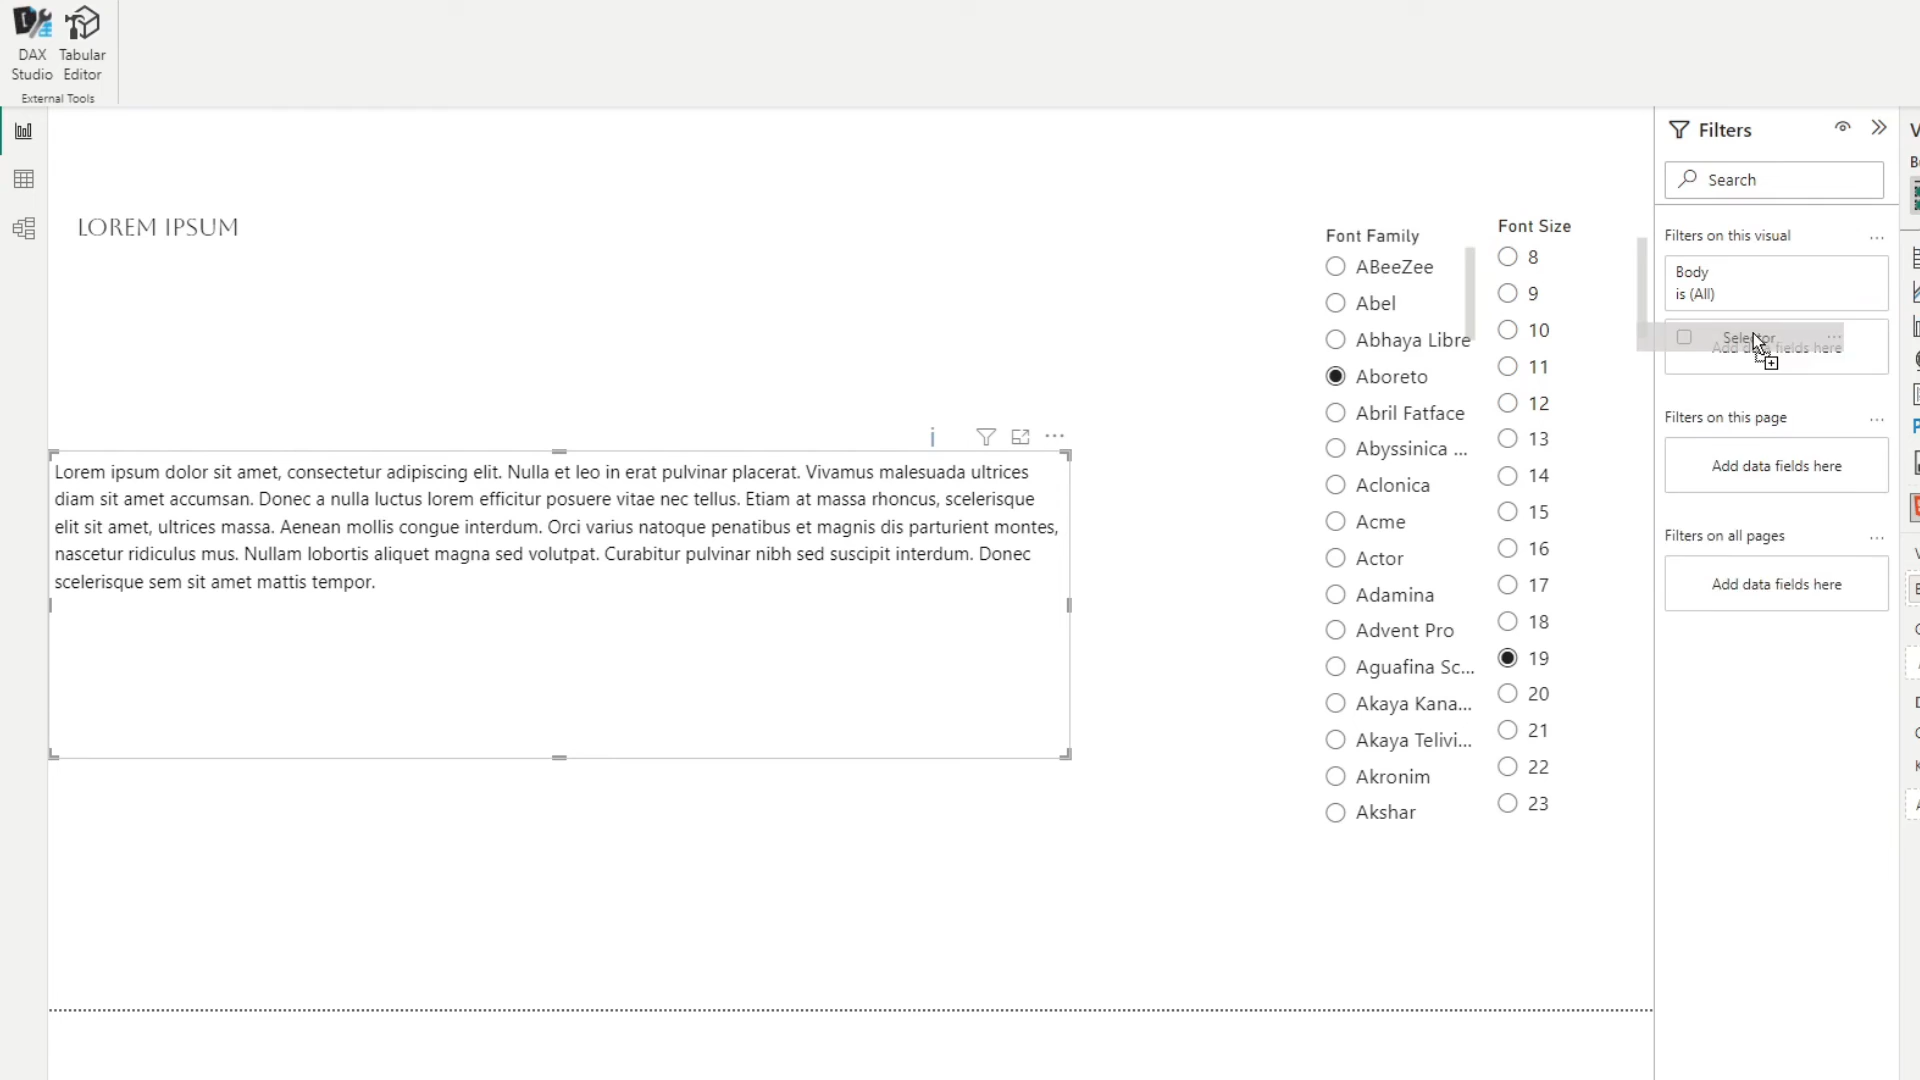 DAX
Studio
Tabular
Editor
External Tools
LOREM IPSUM
Lorem ipsum dolor sit amet, consectetur adipiscing elit. Nulla et leo in erat pulvinar placerat. Vivamus malesuada ultrices
diam sit amet accumsan. Donec a nulla luctus lorem efficitur posuere vitae nec tellus. Etiam at massa rhoncus, scelerisque
elit sit amet, ultrices massa. Aenean mollis congue interdum. Orci varius natoque penatibus et magnis dis parturient montes,
nascetur ridiculus mus. Nullam lobortis aliquet magna sed volutpat. Curabitur pulvinar nibh sed suscipit interdum. Donec
scelerisque sem sit amet mattis tempor.
Font Family
ABeeZee
Abel
Abhaya Libre
Aboreto
Abril Fatface
Abyssinica ...
Aclonica
Acme
Actor
Adamina
Advent Pro
Aguafina Sc...
Akaya Kana...
Akaya Telivi...
Akronim
Akshar
Font Size
8
9
10
11
12
13
14
15
16
17
18
19
20
21
22
23
Filters
Search
Filters on this visual
Body
is (All)
Selector
Add data fields here
Filters on this page
Add data fields here
Filters on all pages
Add data fields here